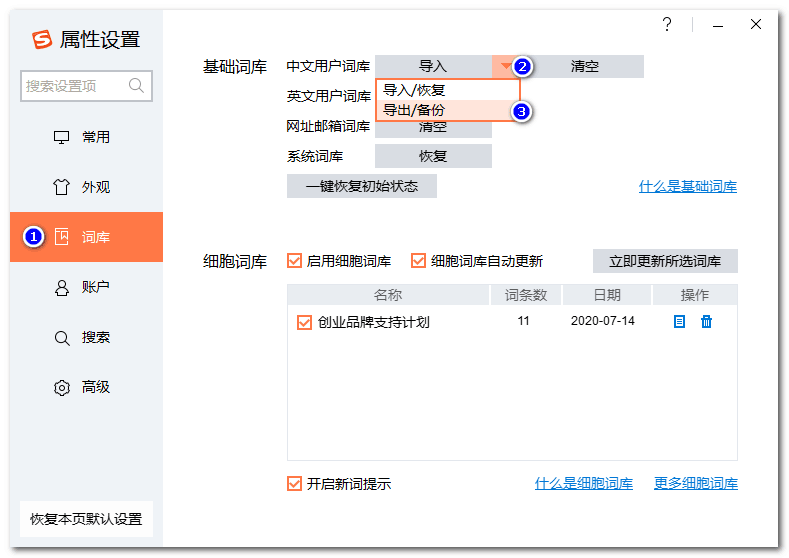 属性设置
搜索设置项
常用
外观
1 词库
账户
搜索
高级
恢复本页默认设置
?
基础词库 中文用户词库 导入 2 清空
导入/恢复
英文用户词库
导出/备份 3
网址邮箱词库 清空
系统词库 恢复
一键恢复初始状态 什么是基础词库
细胞词库 启用细胞词库 细胞词库自动更新 立即更新所选词库
名称 词条数 日期 操作
创业品牌支持计划 11 2020-07-14
开启新词提示 什么是细胞词库 更多细胞词库